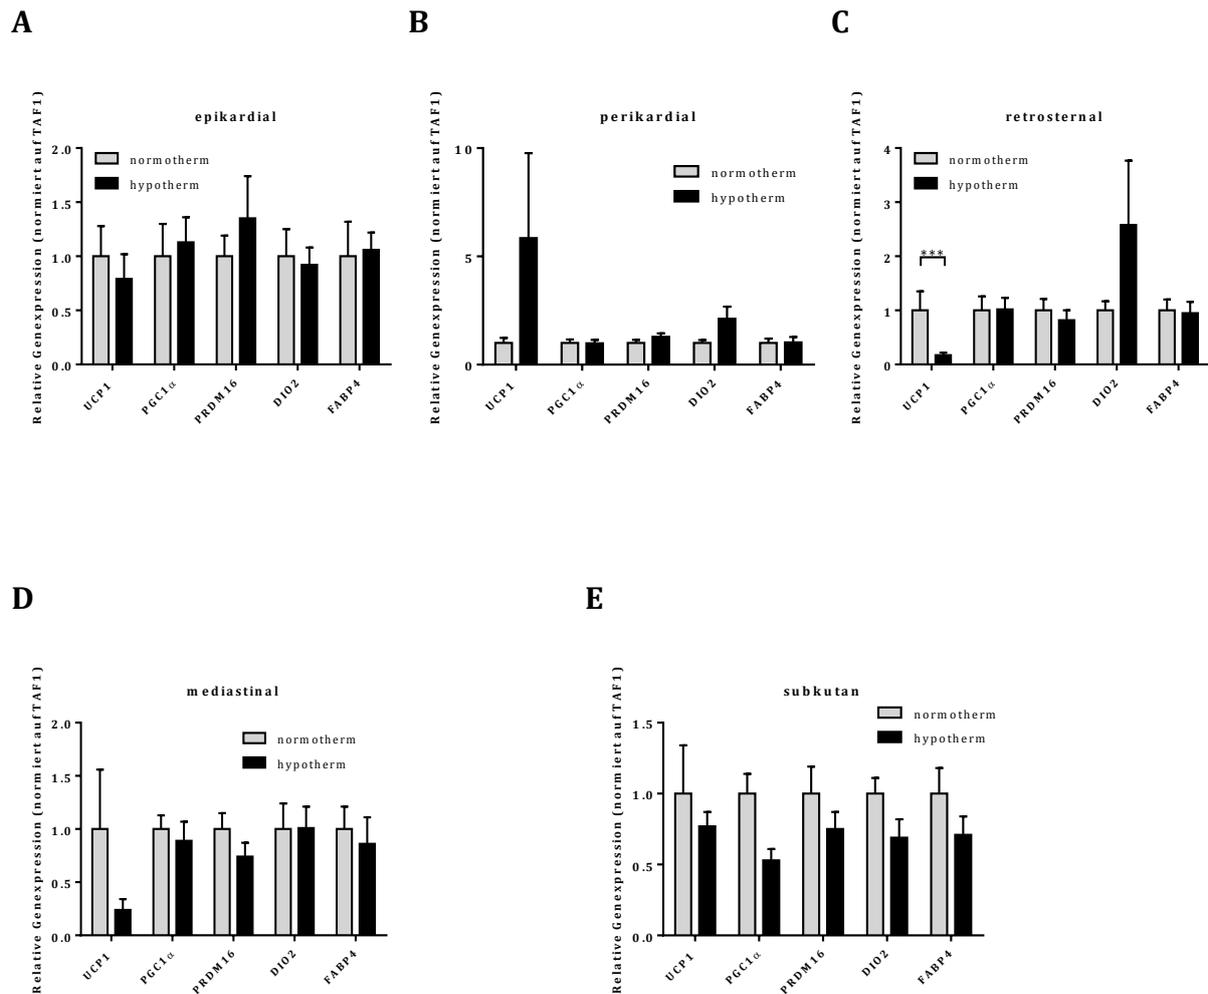 A
epikardial
Relative Genexpression (normiert auf TAF1)
2.0
1.5
1.0
0.5
0.0
normotherm
hypotherm
UCP1
PGC1α
PRDM16
DIO2
FABP4
B
perikardial
Relative Genexpression (normiert auf TAF1)
10
5
0
normotherm
hypotherm
UCP1
PGC1α
PRDM16
DIO2
FABP4
C
retrosternal
Relative Genexpression (normiert auf TAF1)
4
3
2
1
0
normotherm
hypotherm
***
UCP1
PGC1α
PRDM16
DIO2
FABP4
D
mediastinal
Relative Genexpression (normiert auf TAF1)
2.0
1.5
1.0
0.5
0.0
normotherm
hypotherm
UCP1
PGC1α
PRDM16
DIO2
FABP4
E
subkutan
Relative Genexpression (normiert auf TAF1)
1.5
1.0
0.5
0.0
normotherm
hypotherm
UCP1
PGC1α
PRDM16
DIO2
FABP4